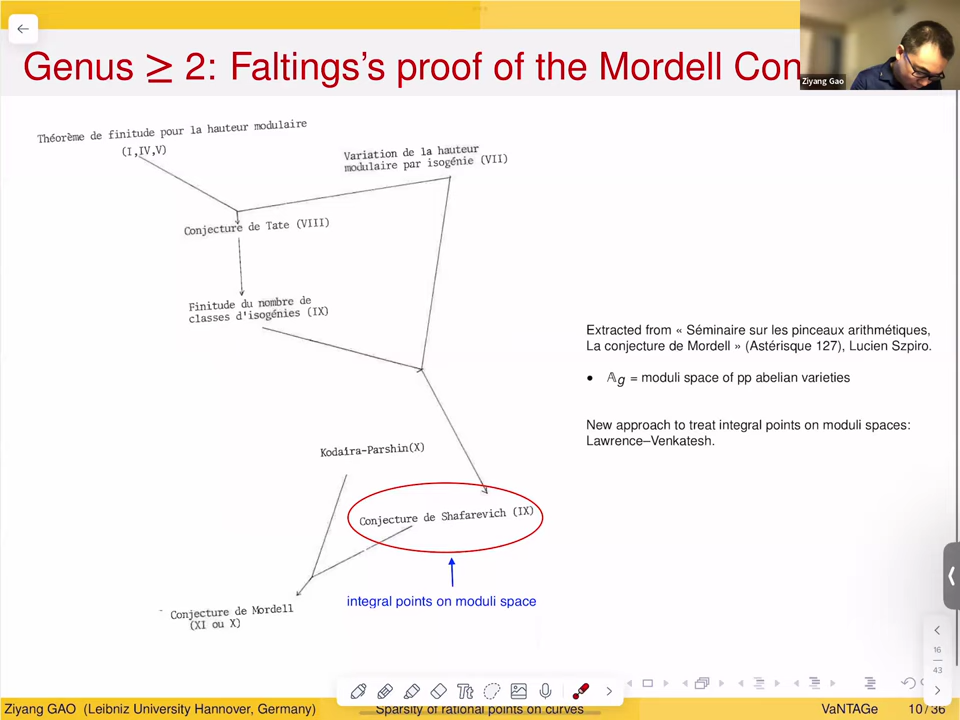 Genus ≥ 2: Faltings's proof of the Mordell Con
Ziyang Gao
Théorème de finitude pour la hauteur modulaire
(I,IV,V)
Variation de la hauteur
modulaire par isogénie (VII)
Conjecture de Tate (VIII)
Finitude du nombre de
classes d'isogénies (IX)
Extracted from « Séminaire sur les pinceaux arithmétiques,
La conjecture de Mordell » (Astérisque 127), Lucien Szpiro.
• 𝔸g = moduli space of pp abelian varieties
New approach to treat integral points on moduli spaces:
Lawrence–Venkatesh.
Kodaira-Parshin(X)
Conjecture de Shafarevich (IX)
integral points on moduli space
Conjecture de Mordell
(XI ou X)
16
43
Tt
Ziyang GAO (Leibniz University Hannover, Germany)
Sparsity of rational points on curves
VaNTAGe
10 / 36